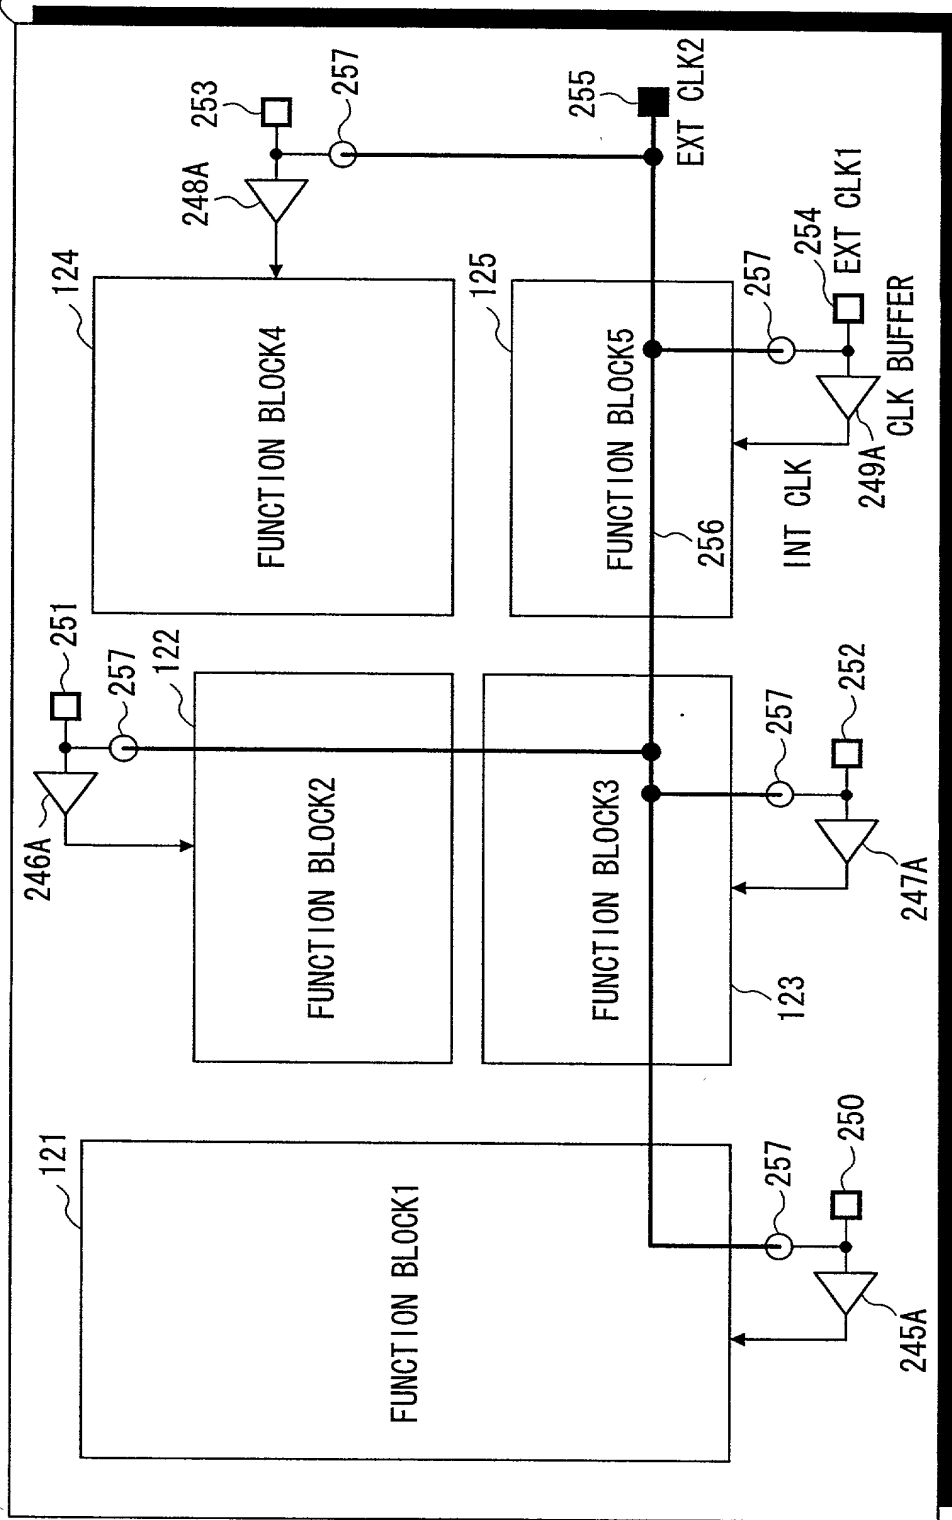 121
FUNCTION BLOCK1
257
250
245A
246A
251
257
122
FUNCTION BLOCK2
FUNCTION BLOCK3
123
257
252
247A
124
FUNCTION BLOCK4
248A
253
257
125
FUNCTION BLOCK5
256
255
EXT CLK2
257
254
EXT CLK1
INT CLK
249A
CLK BUFFER